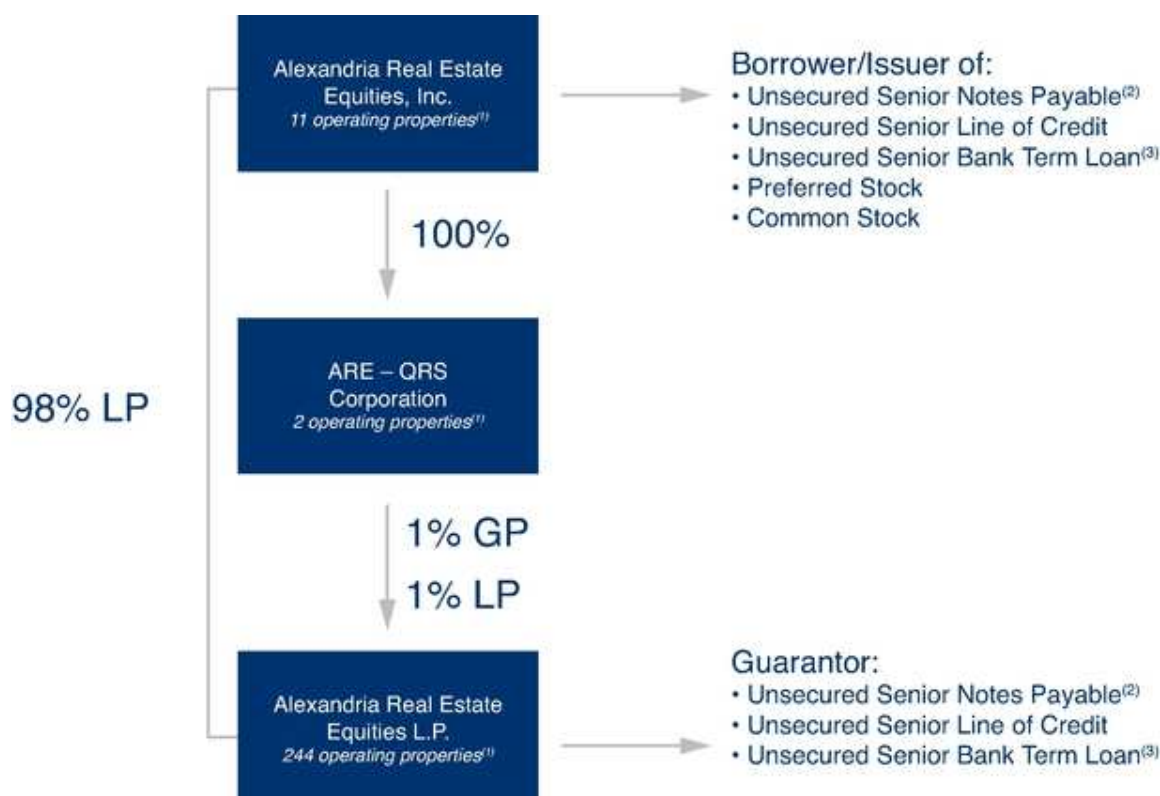 Alexandria Real Estate
Equities, Inc.
11 operating properties(1)
Borrower/Issuer of:
• Unsecured Senior Notes Payable(2)
• Unsecured Senior Line of Credit
• Unsecured Senior Bank Term Loan(3)
• Preferred Stock
• Common Stock
100%
ARE – QRS
Corporation
2 operating properties(1)
98% LP
1% GP
1% LP
Alexandria Real Estate
Equities L.P.
244 operating properties(1)
Guarantor:
• Unsecured Senior Notes Payable(2)
• Unsecured Senior Line of Credit
• Unsecured Senior Bank Term Loan(3)